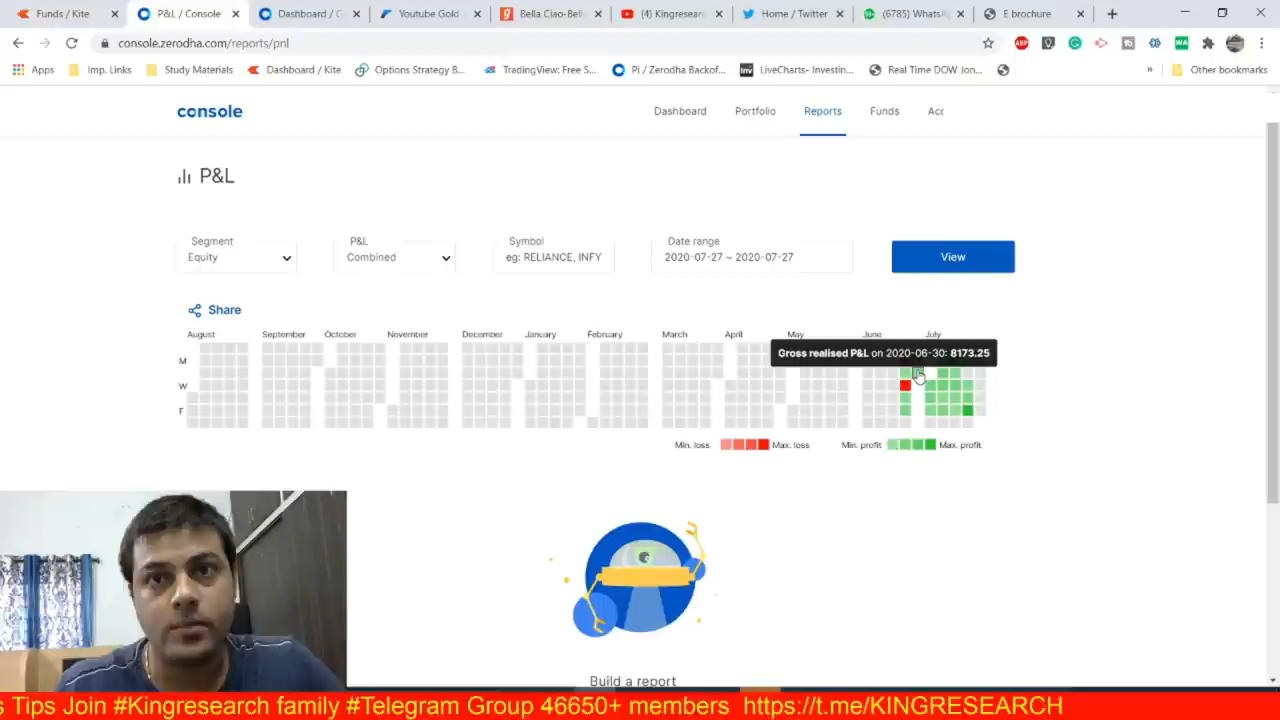 Funds / Kite
P&L / Console
Dashboard / C
Youtube Gold -
Bella Ciao-Bell
(4) Kingresearc
Home / Twitter
(6785) WhatsA
E brochure
console.zerodha.com/reports/pnl
Apps
Imp. Links
Study Materials
Dashboard / Kite
Options Strategy B...
TradingView: Free S...
Pi / Zerodha Backof...
LiveCharts- Investin...
Real Time DOW Jon...
Other bookmarks
console
Dashboard
Portfolio
Reports
Funds
Acc
P&L
Segment
Equity
P&L
Combined
Symbol
eg: RELIANCE, INFY
Date range
2020-07-27 ~ 2020-07-27
View
Share
August September October November December January February March April May June July
Gross realised P&L on 2020-06-30: 8173.25
M
W
F
Min. loss Max. loss Min. profit Max. profit
Build a report
s Tips Join #Kingresearch family #Telegram Group 46650+ members https://t.me/KINGRESEARCH